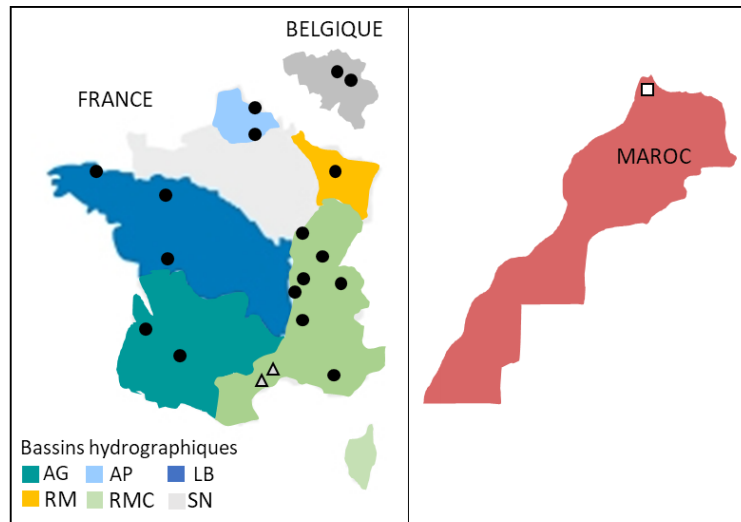 BELGIQUE
FRANCE
MAROC
Bassins hydrographiques
AG AP LB
RM RMC SN